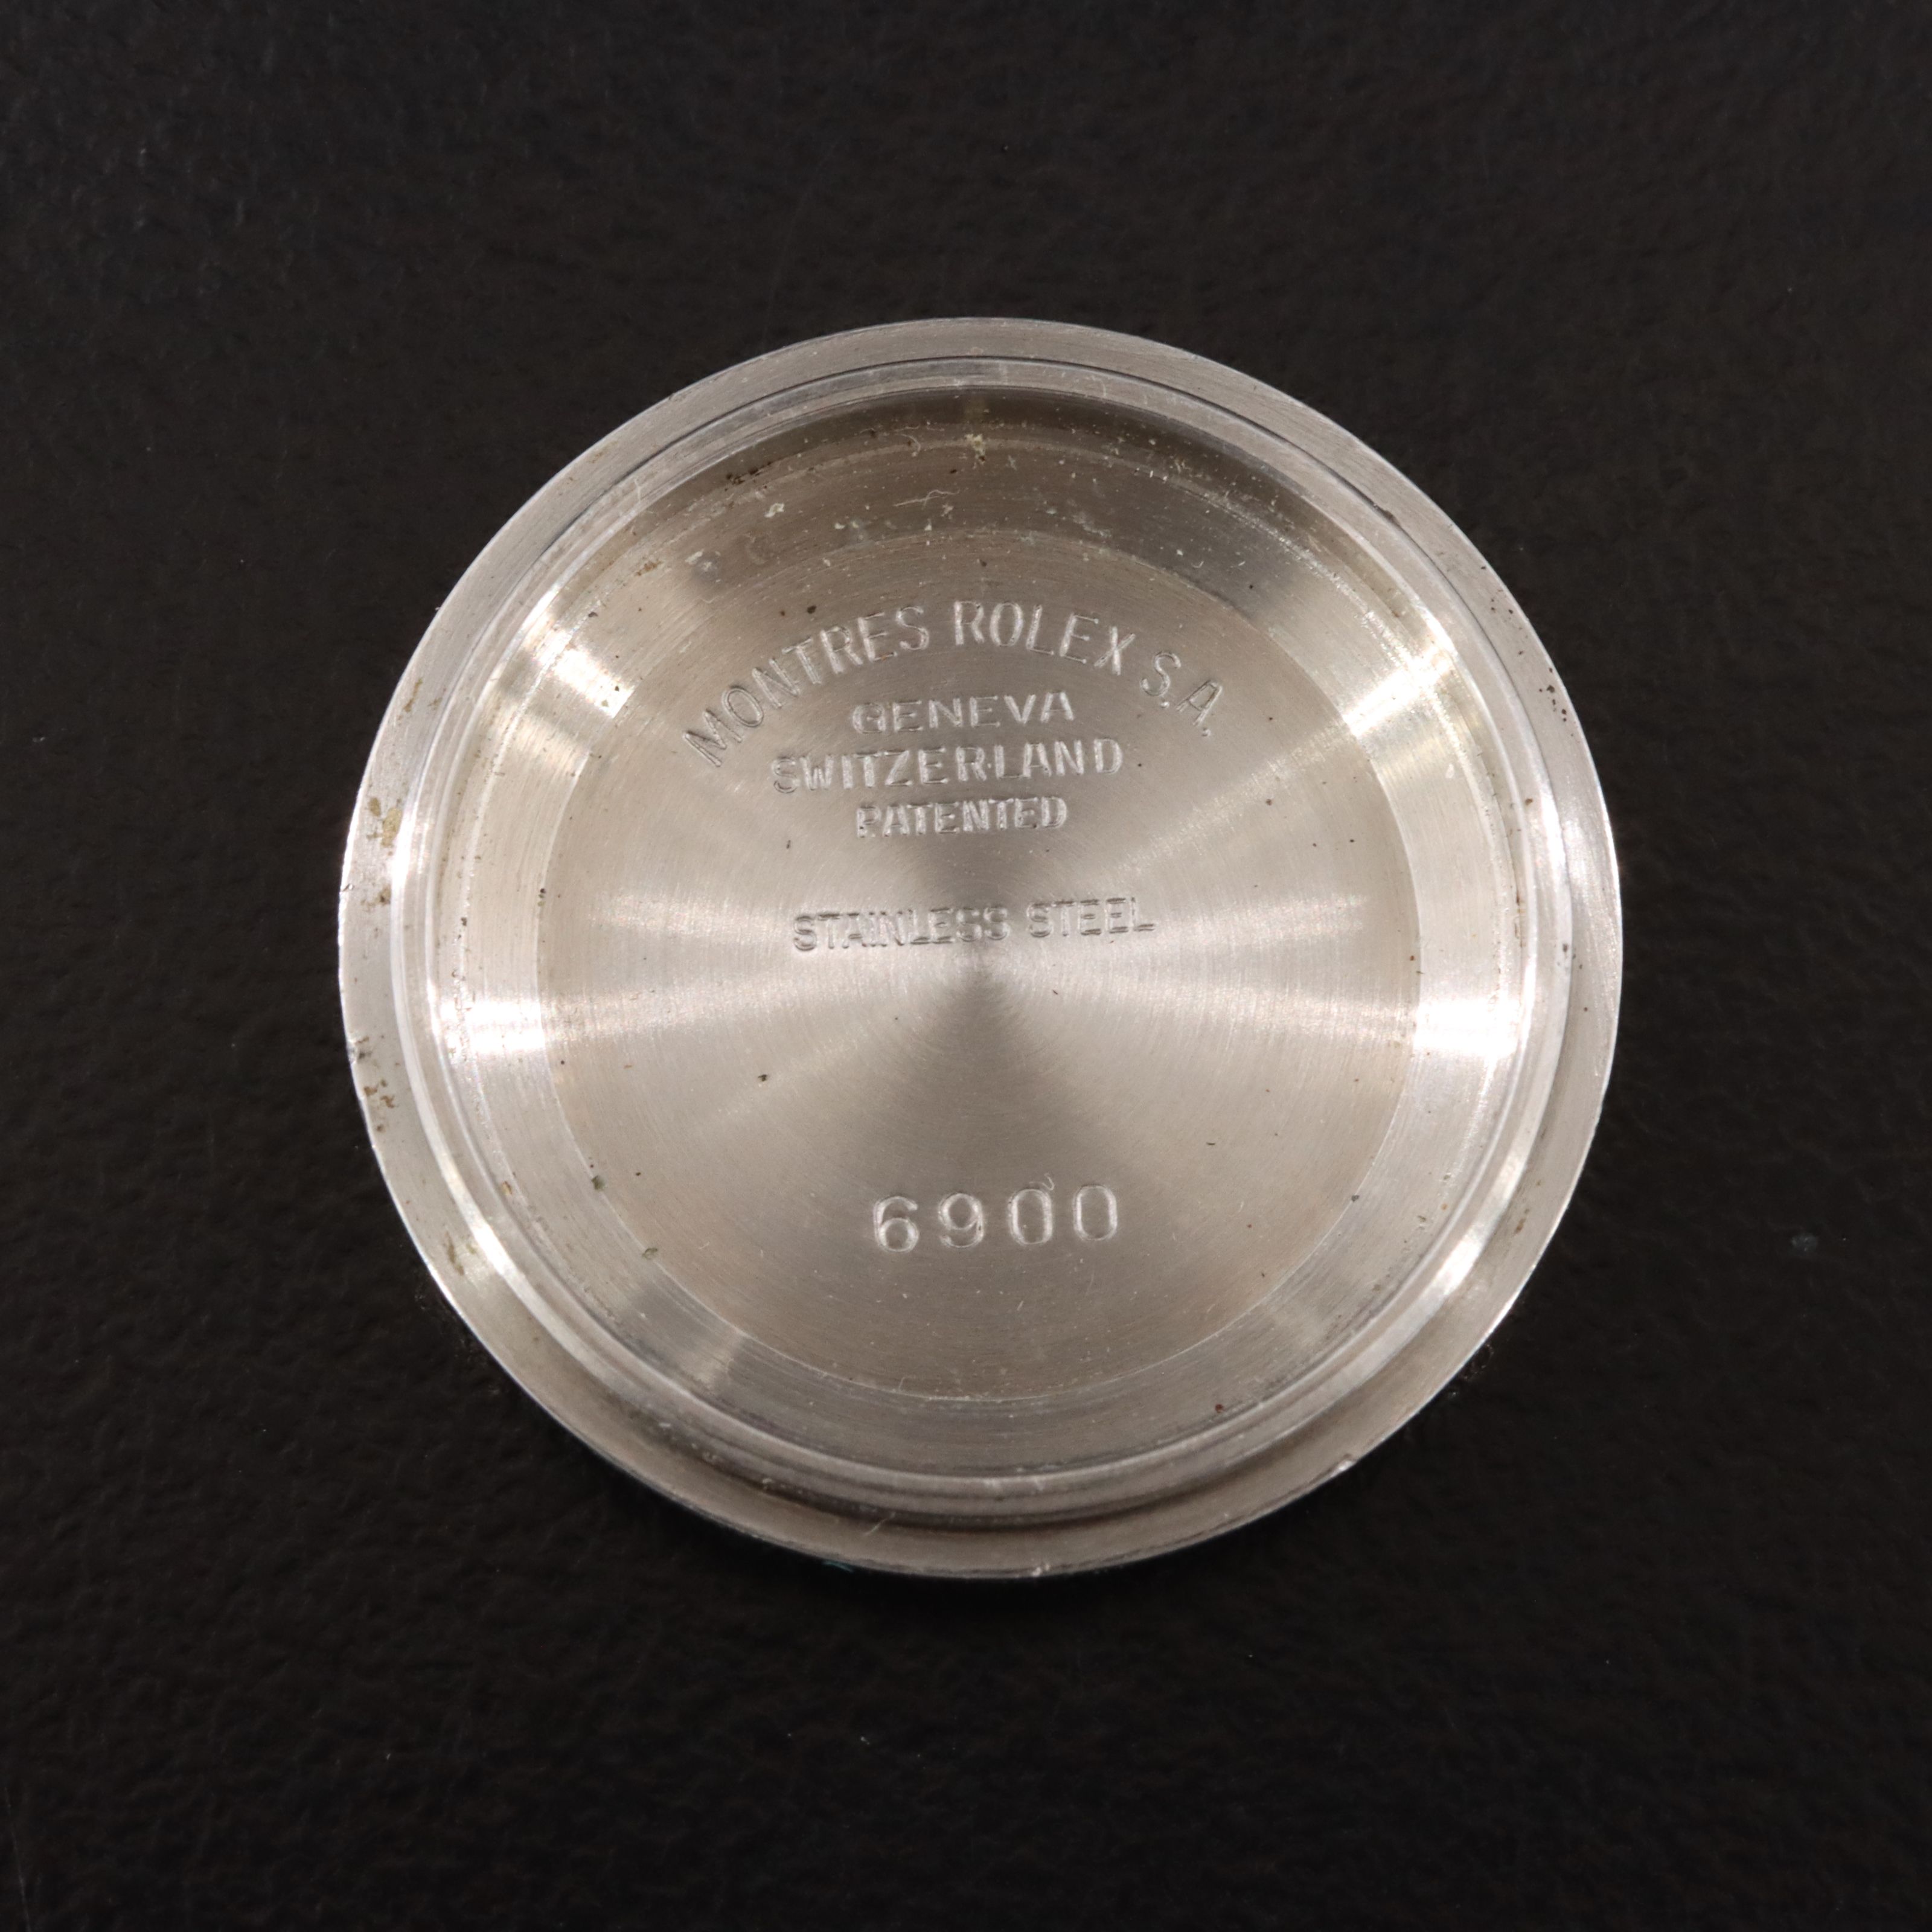 MONTRES ROLEX S.A.
GENEVA
SWITZERLAND
PATENTED
STAINLESS STEEL
6900